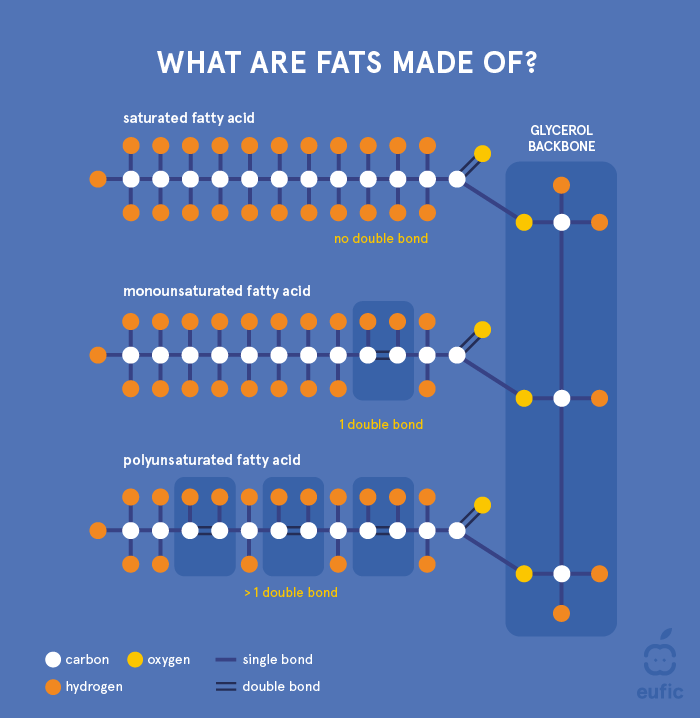 WHAT ARE FATS MADE OF?
saturated fatty acid
GLYCEROL
BACKBONE
no double bond
monounsaturated fatty acid
1 double bond
polyunsaturated fatty acid
> 1 double bond
carbon
oxygen
single bond
hydrogen
double bond
eufic